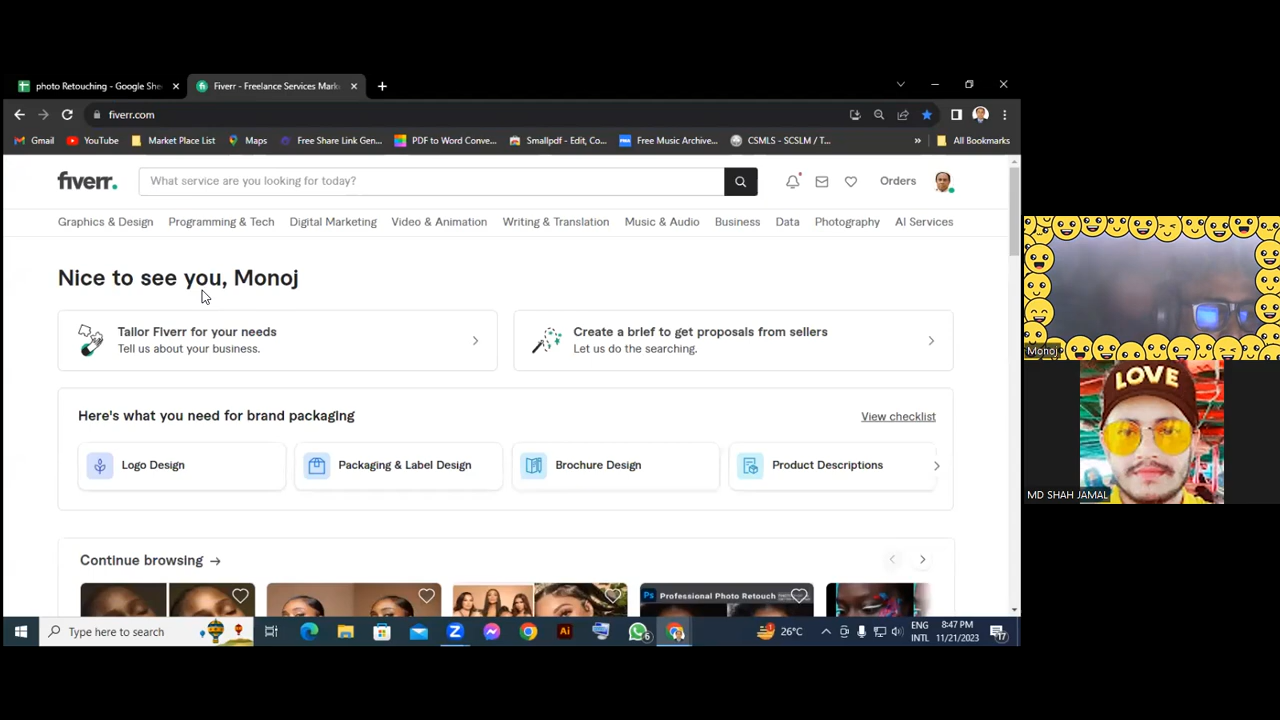 photo Retouching - Google She
Fiverr - Freelance Services Mark
fiverr.com
Gmail
YouTube
Market Place List
Maps
Free Share Link Gen...
PDF to Word Conve...
Smallpdf - Edit, Co...
Free Music Archive...
CSMLS - SCSLM / T...
»
All Bookmarks
fiverr.
What service are you looking for today?
Orders
Graphics & Design
Programming & Tech
Digital Marketing
Video & Animation
Writing & Translation
Music & Audio
Business
Data
Photography
AI Services
Nice to see you, Monoj
Tailor Fiverr for your needs
Tell us about your business.
Create a brief to get proposals from sellers
Let us do the searching.
Here's what you need for brand packaging
View checklist
Logo Design
Packaging & Label Design
Brochure Design
Product Descriptions
Continue browsing →
Ps Professional Photo Retouch
Type here to search
Ai
26°C
ENG
INTL
8:47 PM
11/21/2023
17
Monoj
LOVE
MD SHAH JAMAL